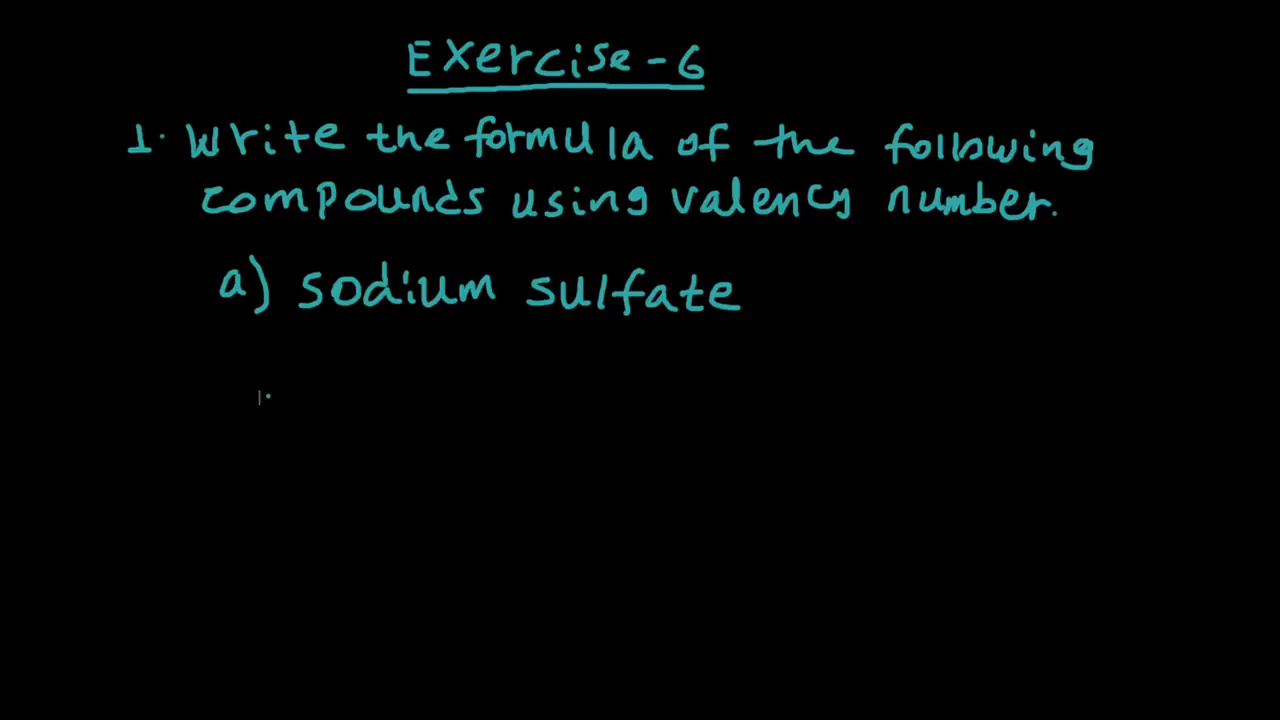 Exercise - 6
1. Write the formula of the following
compounds using valency number.
a) sodium sulfate